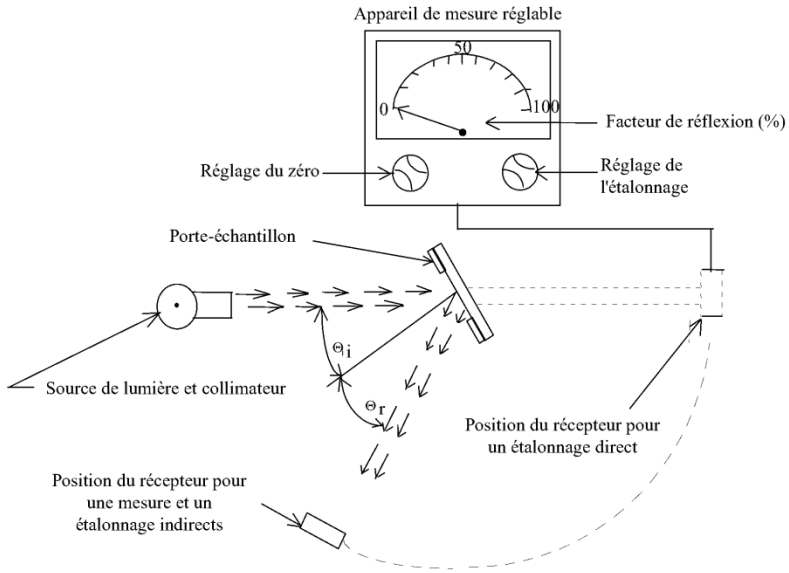 Appareil de mesure réglable
50
0
100
Facteur de réflexion (%)
Réglage du zéro
Réglage de
l'étalonnage
Porte-échantillon
Θi
Θr
Source de lumière et collimateur
Position du récepteur pour
un étalonnage direct
Position du récepteur pour
une mesure et un
étalonnage indirects